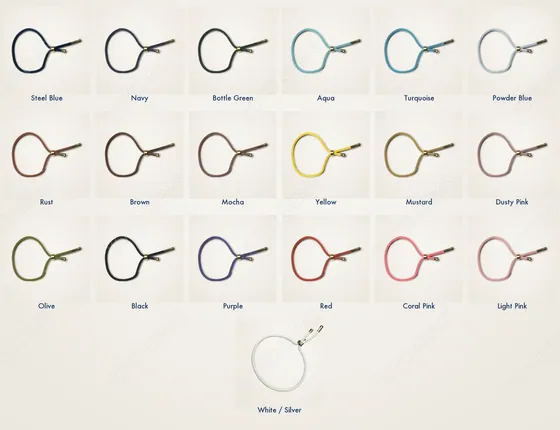 Steel Blue
Navy
Bottle Green
Aqua
Turquoise
Powder Blue
Rust
Brown
Mocha
Yellow
Mustard
Dusty Pink
Olive
Black
Purple
Red
Coral Pink
Light Pink
White / Silver